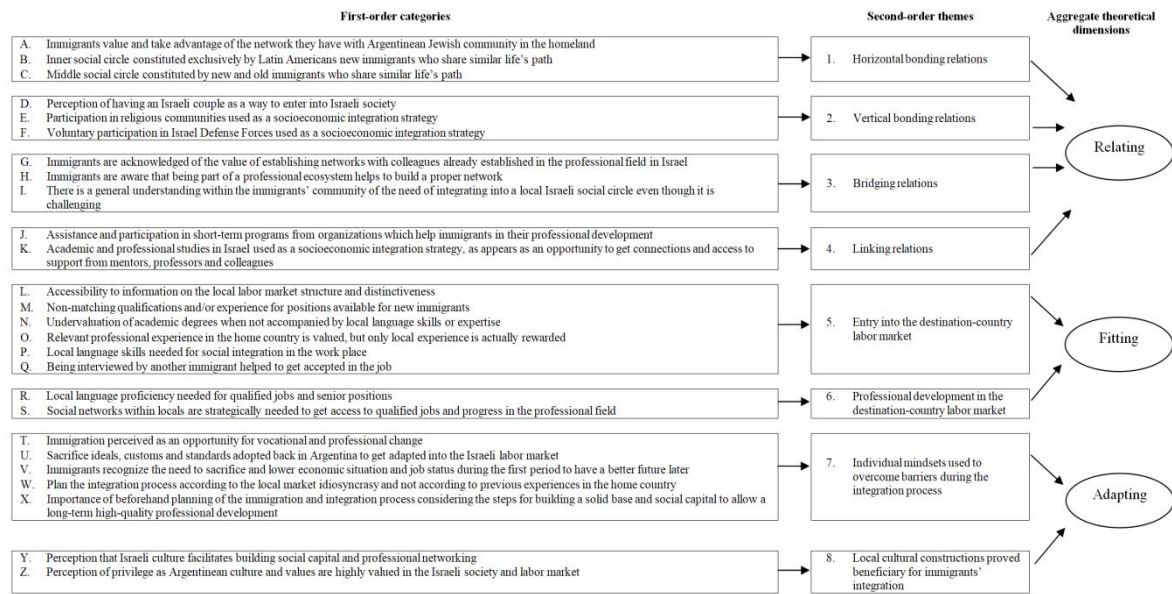 First-order categories
Second-order themes
Aggregate theoretical
dimensions
A. Immigrants value and take advantage of the network they have with Argentinean Jewish community in the homeland
B. Inner social circle constituted exclusively by Latin Americans new immigrants who share similar life's path
C. Middle social circle constituted by new and old immigrants who share similar life's path
1. Horizontal bonding relations
D. Perception of having an Israeli couple as a way to enter into Israeli society
E. Participation in religious communities used as a socioeconomic integration strategy
F. Voluntary participation in Israel Defense Forces used as a socioeconomic integration strategy
2. Vertical bonding relations
G. Immigrants are acknowledged of the value of establishing networks with colleagues already established in the professional field in Israel
H. Immigrants are aware that being part of a professional ecosystem helps to build a proper network
I. There is a general understanding within the immigrants' community of the need of integrating into a local Israeli social circle even though it is
challenging
3. Bridging relations
Relating
J. Assistance and participation in short-term programs from organizations which help immigrants in their professional development
K. Academic and professional studies in Israel used as a socioeconomic integration strategy, as appears as an opportunity to get connections and access to
support from mentors, professors and colleagues
4. Linking relations
L. Accessibility to information on the local labor market structure and distinctiveness
M. Non-matching qualifications and/or experience for positions available for new immigrants
N. Undervaluation of academic degrees when not accompanied by local language skills or expertise
O. Relevant professional experience in the home country is valued, but only local experience is actually rewarded
P. Local language skills needed for social integration in the work place
Q. Being interviewed by another immigrant helped to get accepted in the job
5. Entry into the destination-country
labor market
Fitting
R. Local language proficiency needed for qualified jobs and senior positions
S. Social networks within locals are strategically needed to get access to qualified jobs and progress in the professional field
6. Professional development in the
destination-country labor market
T. Immigration perceived as an opportunity for vocational and professional change
U. Sacrifice ideals, customs and standards adopted back in Argentina to get adapted into the Israeli labor market
V. Immigrants recognize the need to sacrifice and lower economic situation and job status during the first period to have a better future later
W. Plan the integration process according to the local market idiosyncrasy and not according to previous experiences in the home country
X. Importance of beforehand planning of the immigration and integration process considering the steps for building a solid base and social capital to allow a
long-term high-quality professional development
7. Individual mindsets used to
overcome barriers during the
integration process
Adapting
Y. Perception that Israeli culture facilitates building social capital and professional networking
Z. Perception of privilege as Argentinean culture and values are highly valued in the Israeli society and labor market
8. Local cultural constructions proved
beneficiary for immigrants'
integration